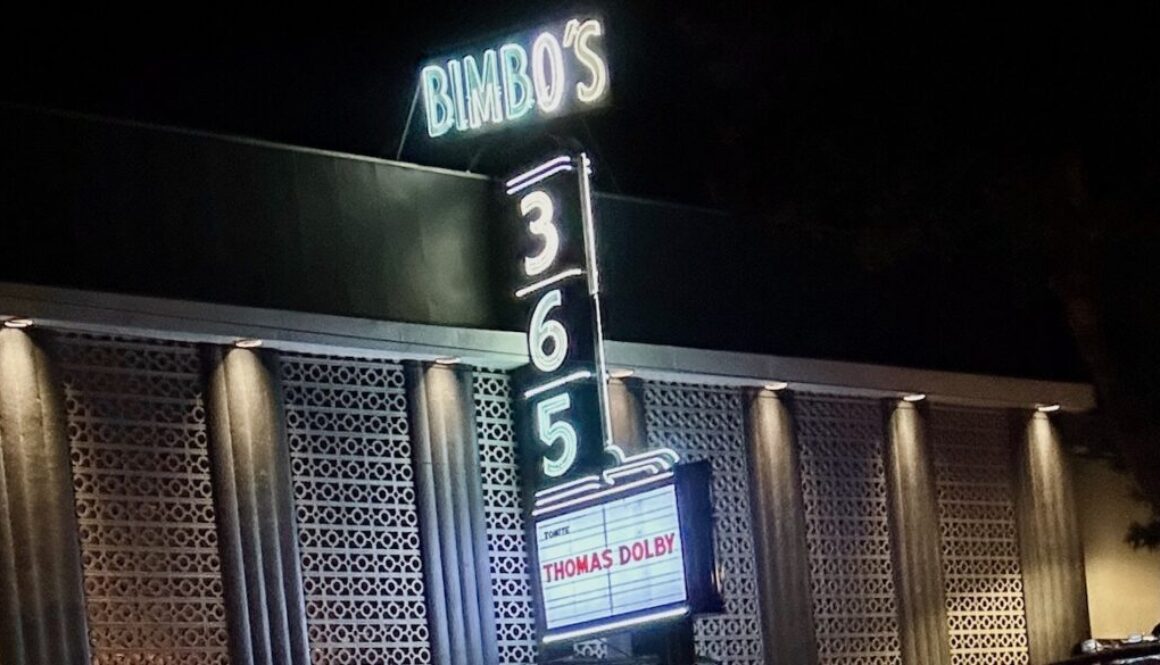 BIMBO'S
3
6
5
TONITE
THOMAS DOLBY